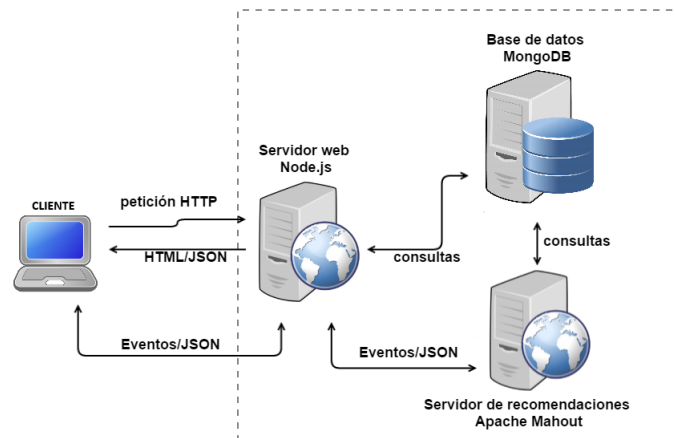 Base de datos
MongoDB
Servidor web
Node.js
CLIENTE
petición HTTP
HTML/JSON
consultas
consultas
Eventos/JSON
Eventos/JSON
Servidor de recomendaciones
Apache Mahout